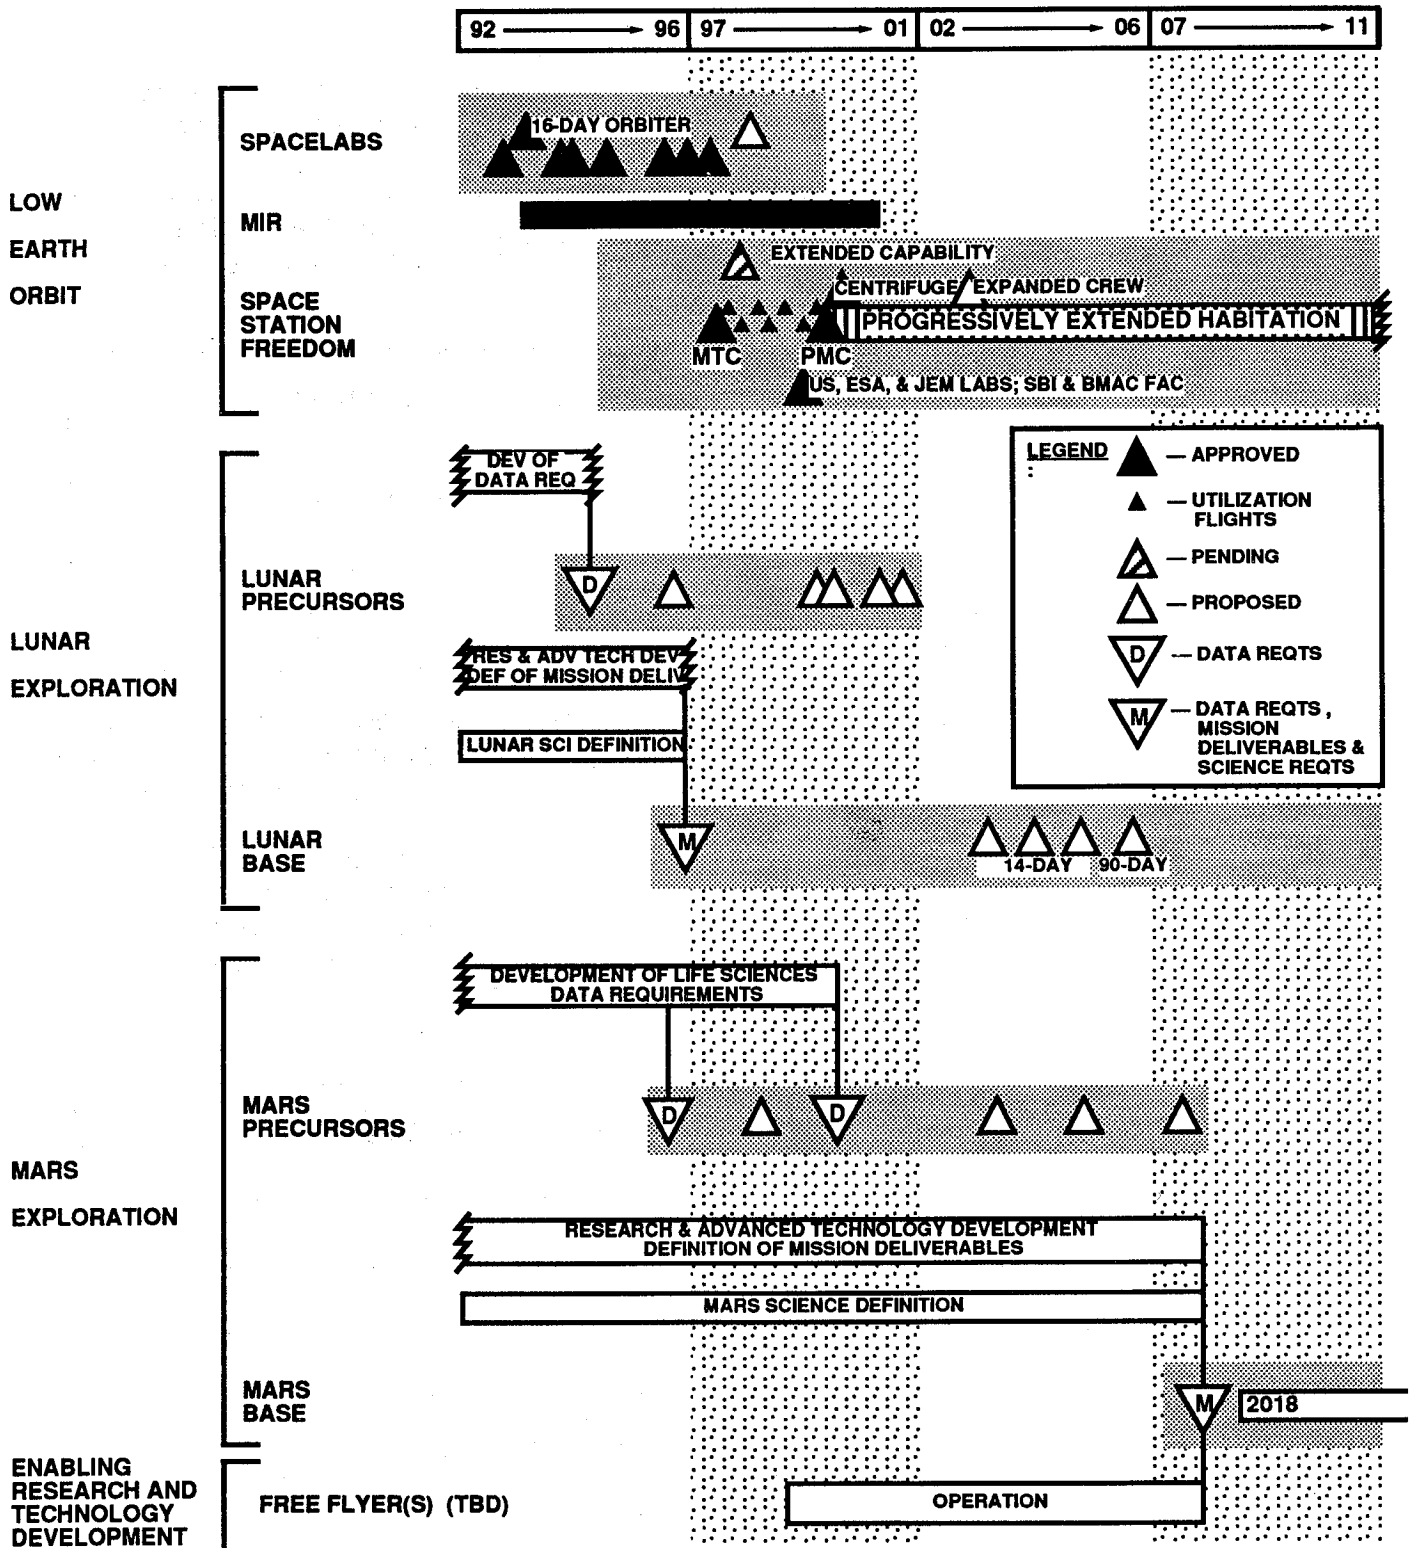 92 96 97 01 02 06 07 11
LOW
EARTH
ORBIT
SPACELABS
16-DAY ORBITER
MIR
SPACE
STATION
FREEDOM
EXTENDED CAPABILITY
CENTRIFUGE
EXPANDED CREW
PROGRESSIVELY EXTENDED HABITATION
MTC
PMC
US, ESA, & JEM LABS; SBI & BMAC FAC
LEGEND
:
— APPROVED
— UTILIZATION
FLIGHTS
— PENDING
— PROPOSED
D — DATA REQTS
M — DATA REQTS ,
MISSION
DELIVERABLES &
SCIENCE REQTS
LUNAR
EXPLORATION
DEV OF
DATA REQ
LUNAR
PRECURSORS
D
RES & ADV TECH DEV
DEF OF MISSION DELIV
LUNAR SCI DEFINITION
LUNAR
BASE
M
14-DAY
90-DAY
MARS
EXPLORATION
DEVELOPMENT OF LIFE SCIENCES
DATA REQUIREMENTS
MARS
PRECURSORS
D
D
RESEARCH & ADVANCED TECHNOLOGY DEVELOPMENT
DEFINITION OF MISSION DELIVERABLES
MARS SCIENCE DEFINITION
MARS
BASE
M
2018
ENABLING
RESEARCH AND
TECHNOLOGY
DEVELOPMENT
FREE FLYER(S) (TBD)
OPERATION